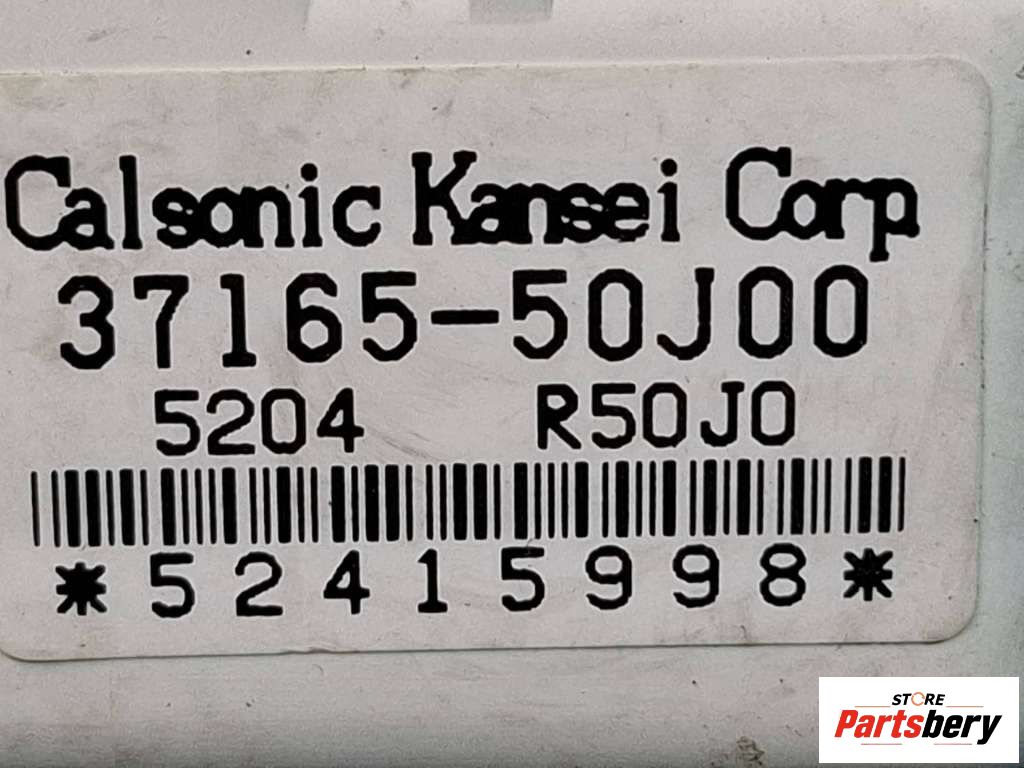 Calsonic Kansei Corp.
37165-50J00
5204 R50J0
*52415998*
STORE
Partsbery